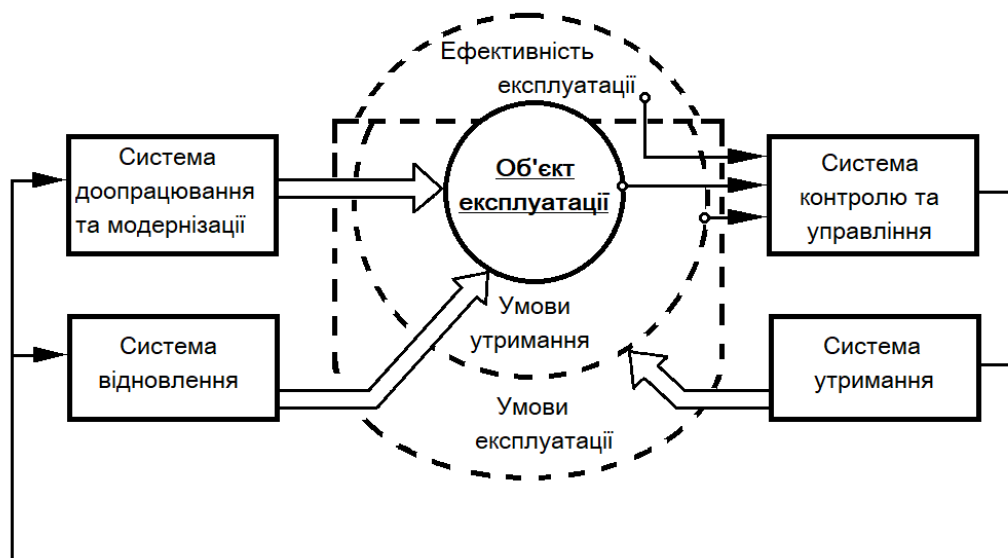 Ефективність
експлуатації
Система
доопрацювання
та модернізації
Об'єкт
експлуатації
Система
контролю та
управління
Умови
утримання
Система
відновлення
Система
утримання
Умови
експлуатації